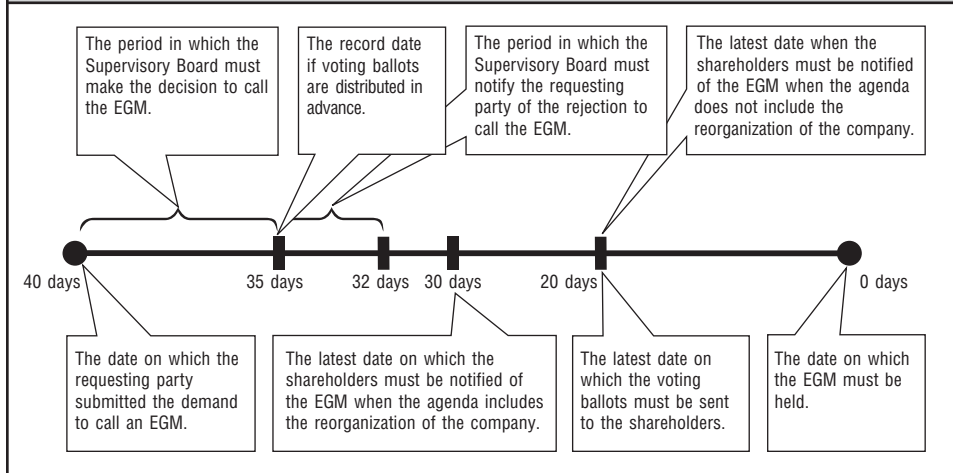 The period in which the
Supervisory Board must
make the decision to call
the EGM.
The record date
if voting ballots
are distributed in
advance.
The period in which the
Supervisory Board must
notify the requesting
party of the rejection to
call the EGM.
The latest date when the
shareholders must be notified
of the EGM when the agenda
does not include the
reorganization of the company.
40 days
35 days
32 days
30 days
20 days
0 days
The date on which the
requesting party
submitted the demand
to call an EGM.
The latest date on which the
shareholders must be notified of
the EGM when the agenda includes
the reorganization of the company.
The latest date on
which the voting
ballots must be sent
to the shareholders.
The date on which
the EGM must be
held.